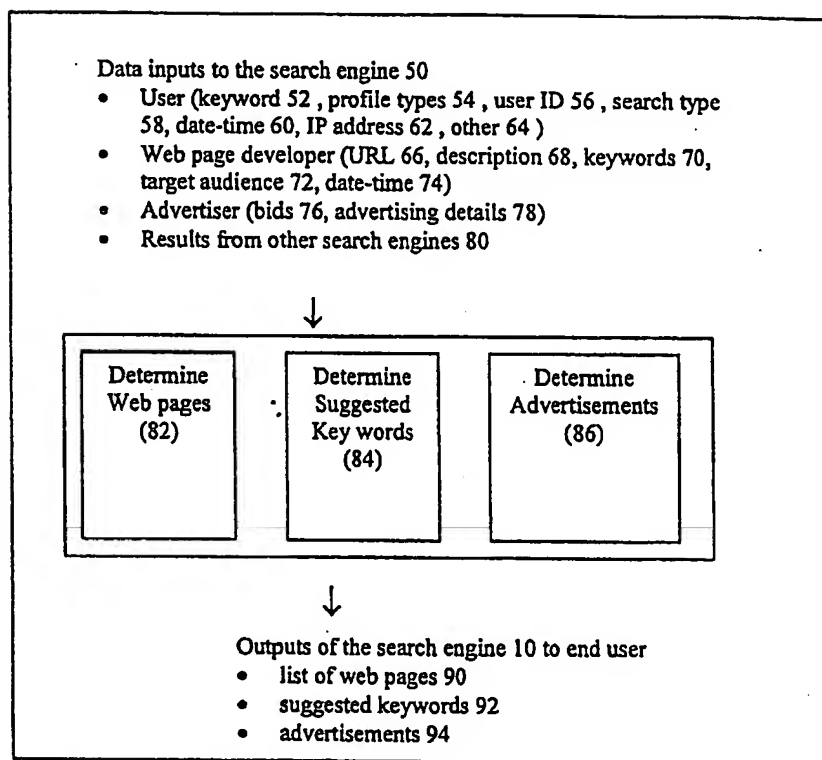 Data inputs to the search engine 50
• User (keyword 52 , profile types 54 , user ID 56 , search type
58, date-time 60, IP address 62 , other 64 )
• Web page developer (URL 66, description 68, keywords 70,
target audience 72, date-time 74)
• Advertiser (bids 76, advertising details 78)
• Results from other search engines 80
↓
Determine
Web pages
(82)
Determine
Suggested
Key words
(84)
Determine
Advertisements
(86)
↓
Outputs of the search engine 10 to end user
• list of web pages 90
• suggested keywords 92
• advertisements 94